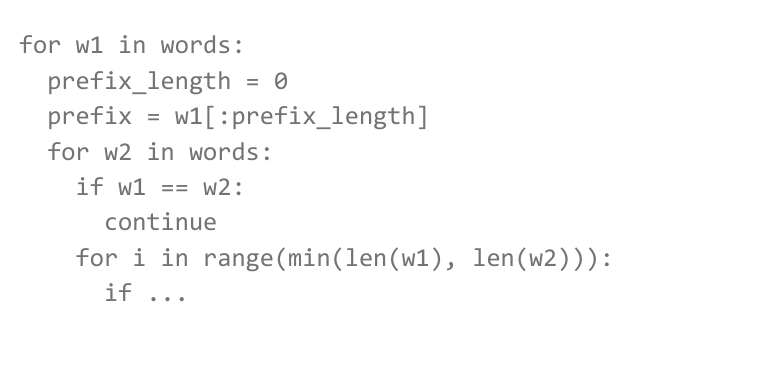 for w1 in words:
  prefix_length = 0
  prefix = w1[:prefix_length]
  for w2 in words:
    if w1 == w2:
      continue
    for i in range(min(len(w1), len(w2))):
      if ...